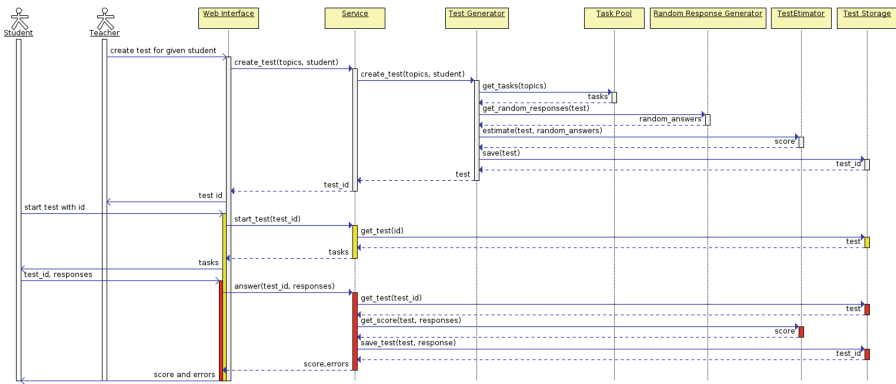 Web Interface Service Test Generator Task Pool Random Response Generator TestEtimator Test Storage
Student Teacher
create test for given student
create_test(topics, student)
create_test(topics, student)
get_tasks(topics)
tasks
get_random_responses(test)
random_answers
estimate(test, random_answers)
score
save(test)
test_id
test
test_id
test id
start test with id
start_test(test_id)
get_test(id)
test
tasks
tasks
test_id, responses
answer(test_id, responses)
get_test(test_id)
test
get_score(test, responses)
score
save_test(test, response)
test_id
score,errors
score and errors